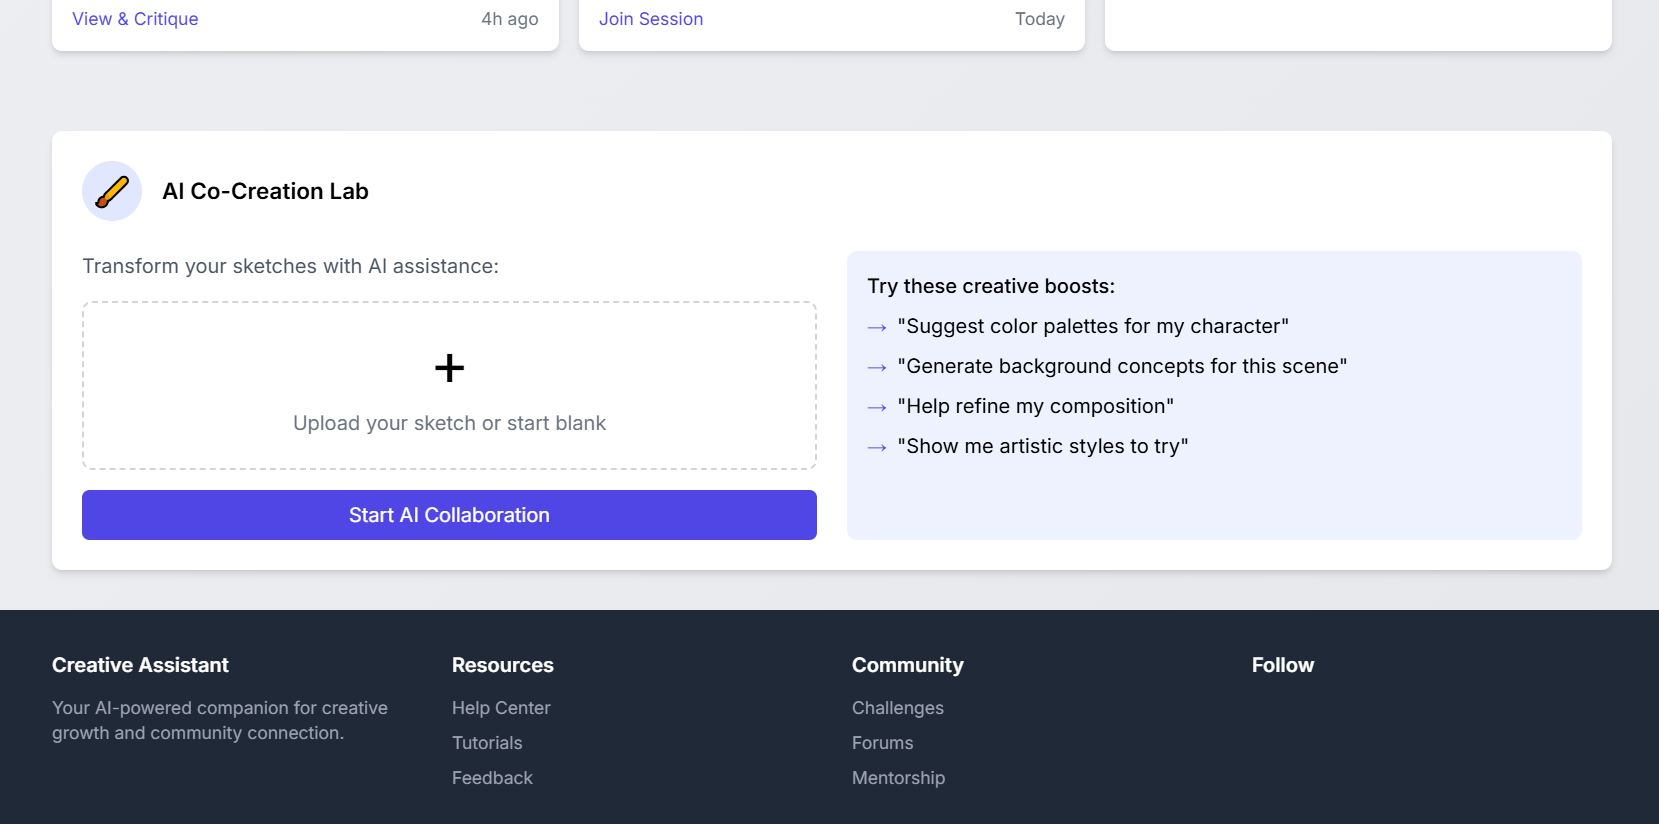 View & Critique
4h ago
Join Session
Today
AI Co-Creation Lab
Transform your sketches with AI assistance:
+
Upload your sketch or start blank
Start AI Collaboration
Try these creative boosts:
→ "Suggest color palettes for my character"
→ "Generate background concepts for this scene"
→ "Help refine my composition"
→ "Show me artistic styles to try"
Creative Assistant
Your AI-powered companion for creative
growth and community connection.
Resources
Help Center
Tutorials
Feedback
Community
Challenges
Forums
Mentorship
Follow